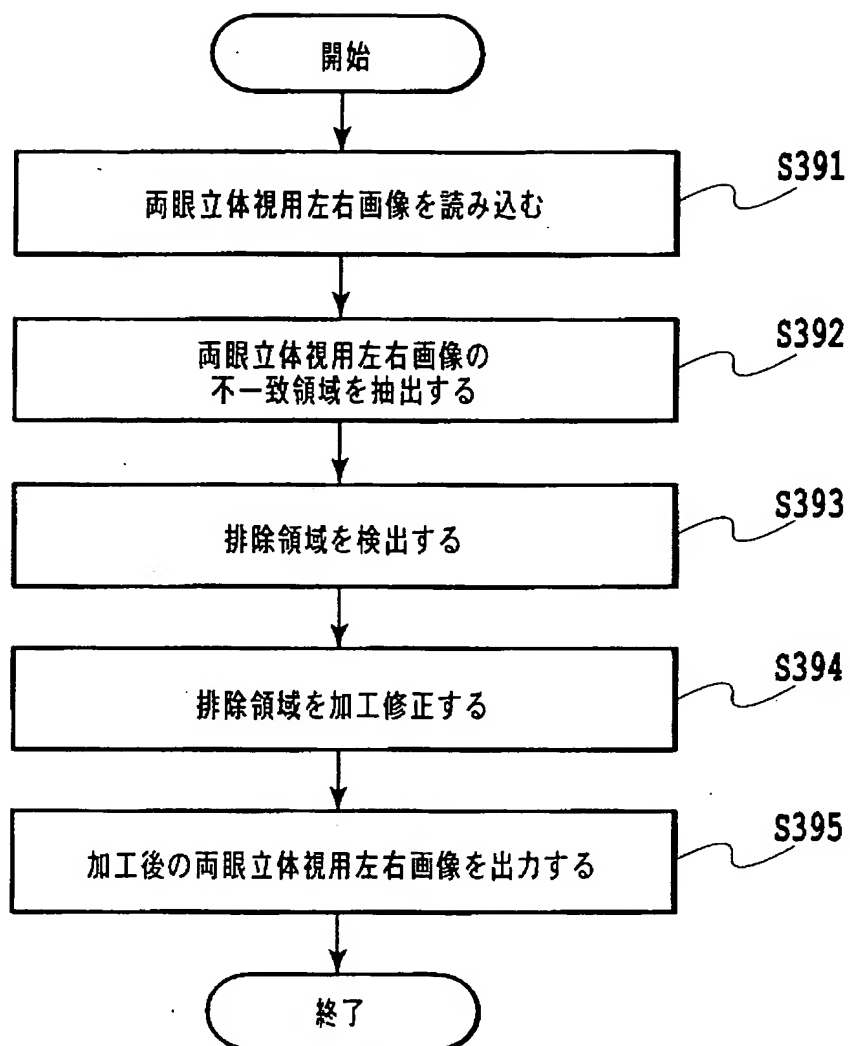 開始
両眼立体視用左右画像を読み込む
S391
両眼立体視用左右画像の
不一致領域を抽出する
S392
排除領域を検出する
S393
排除領域を加工修正する
S394
加工後の両眼立体視用左右画像を出力する
S395
終了